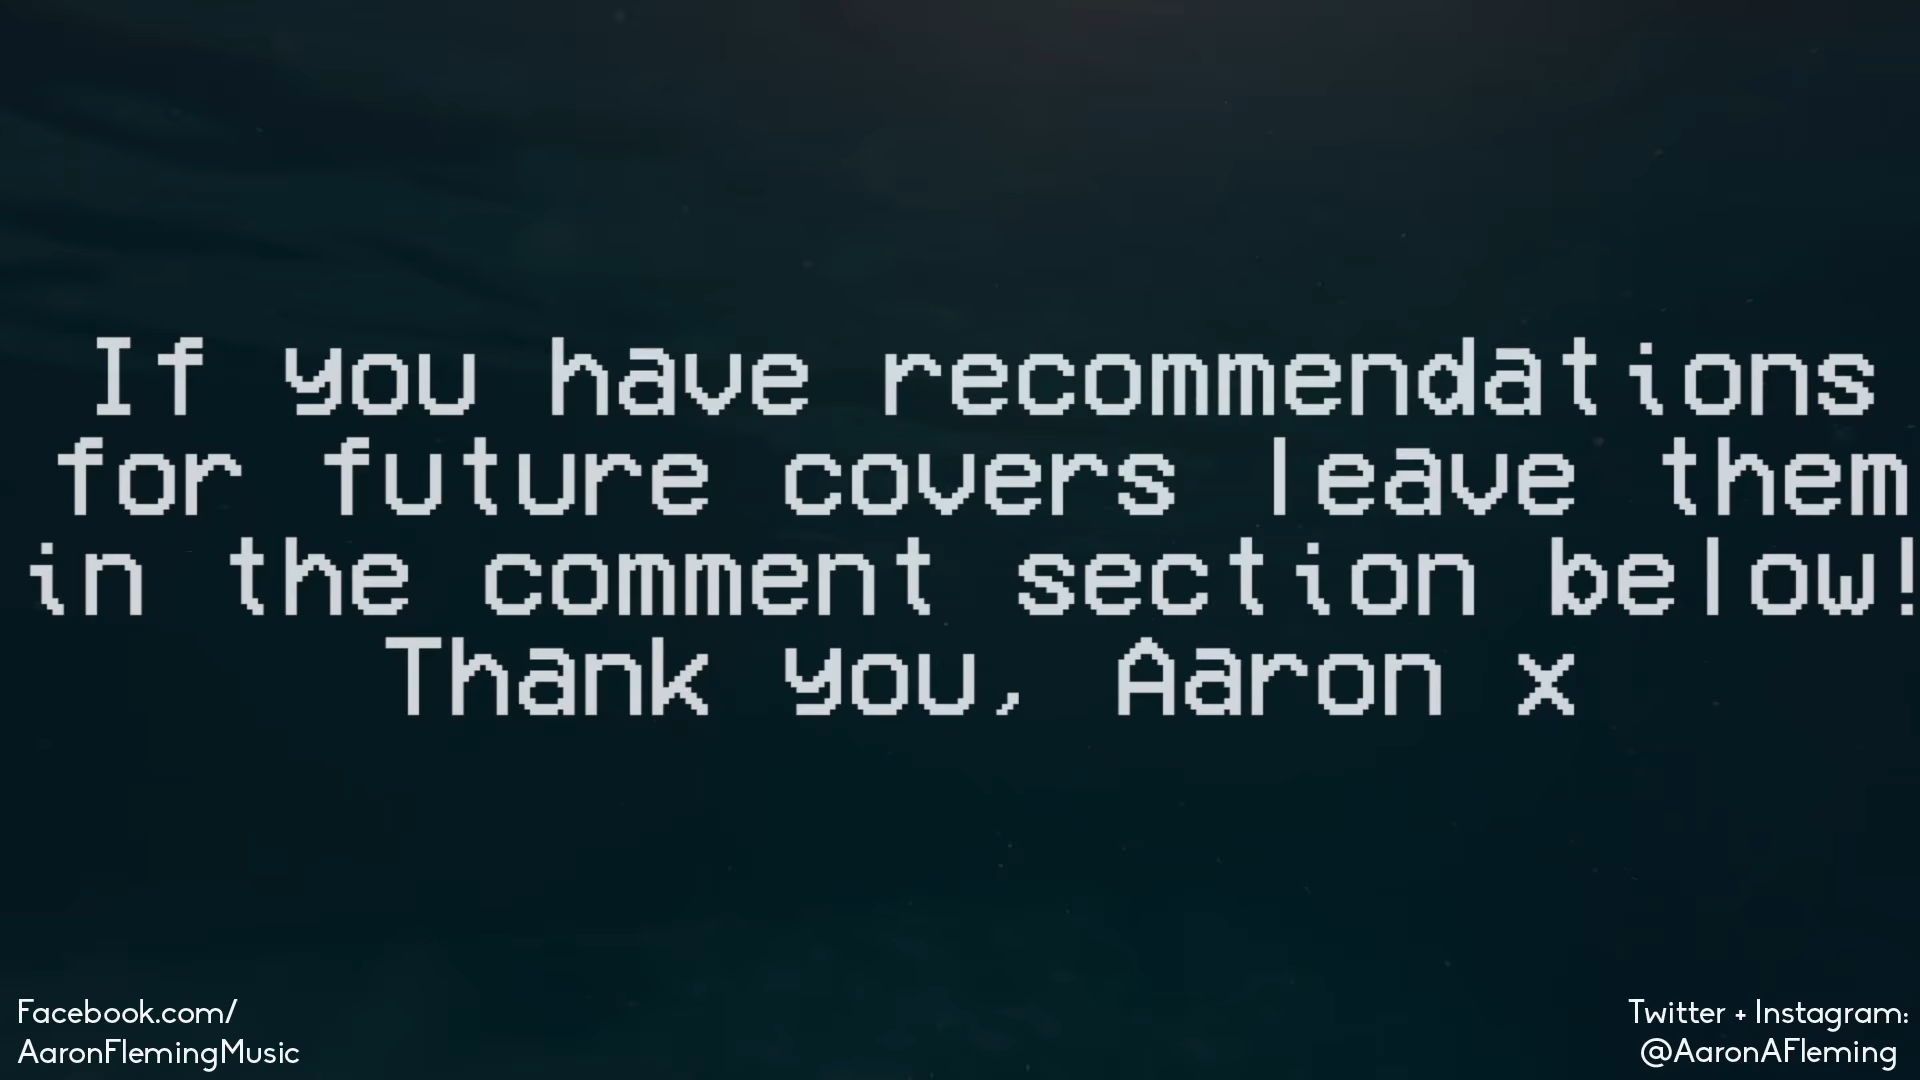 If you have recommendations
for future covers leave them
in the comment section below!
Thank you, Aaron x
Facebook.com/
AaronFlemingMusic
Twitter + Instagram:
@AaronAFleming